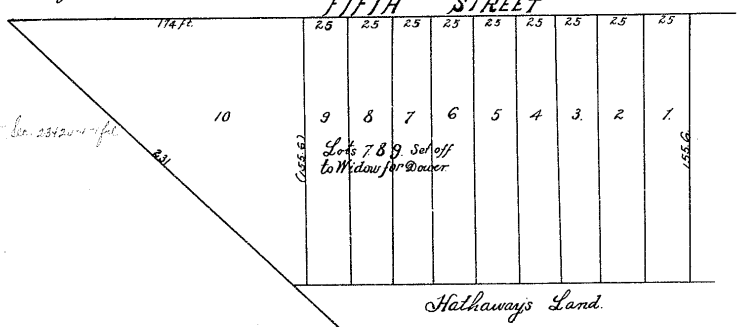 FIFTH STREET
174 ft. 25 25 25 25 25 25 25 25 25
10 9 8 7 6 5 4 3. 2 1.
231
(155.6)
155.6
Lots 7. 8 9. Set off
to Widow for Dower.
Hathaway's Land.